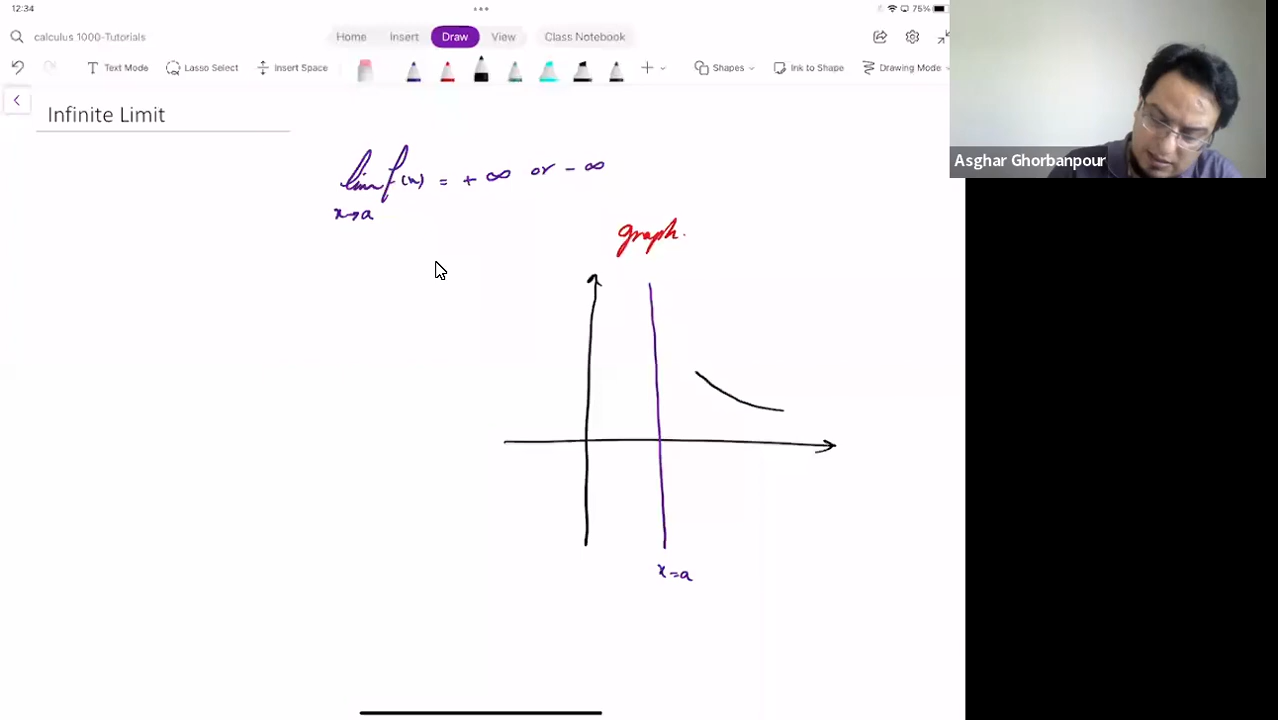 12:34
75%
calculus 1000-Tutorials
Home Insert Draw View Class Notebook
Text Mode Lasso Select Insert Space Shapes Ink to Shape Drawing Mode
Infinite Limit
Asghar Ghorbanpour
lim f(x) = + ∞ or - ∞
x→a
graph.
x=a